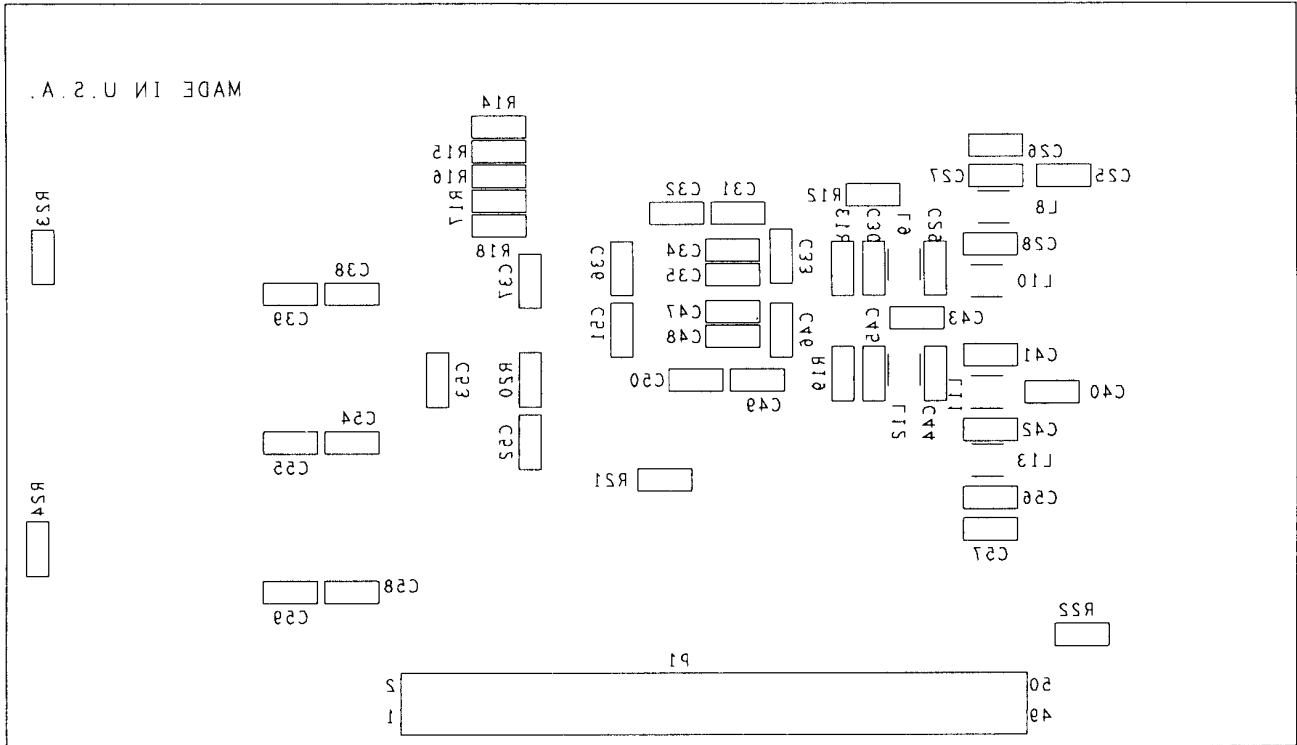 MADE IN U.S.A.
R14
R15
R16
R17
R18
R23
C32
C31
R12
C26
C27
C25
L8
C28
L10
C29
L9
C30
R13
C33
C34
C35
C36
C37
C38
C39
C47
C48
C51
C46
C45
C43
C41
C40
L11
C44
L12
R19
C42
L13
C50
C49
R20
C53
C52
C54
C55
R21
C56
C57
R24
C58
C59
R22
P1
2
50
1
49